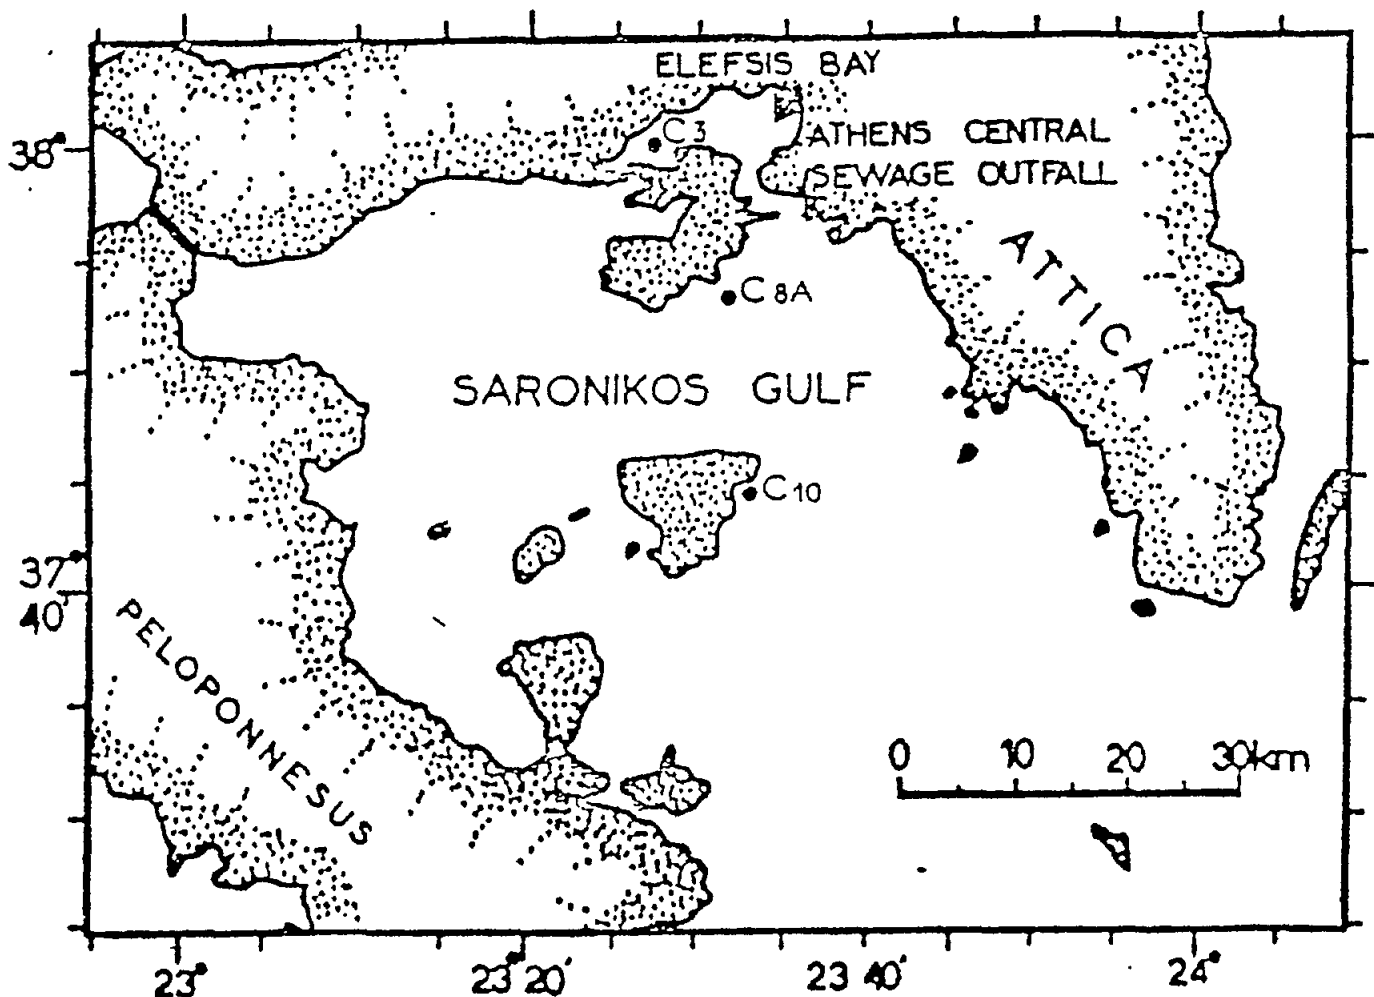 ELEFSIS BAY
C3
ATHENS CENTRAL
SEWAGE OUTFALL
38°
ATTICA
C8A
SARONIKOS GULF
C10
37°
40'
PELOPONNESUS
0 10 20 30km
23° 23°20' 23 40' 24°